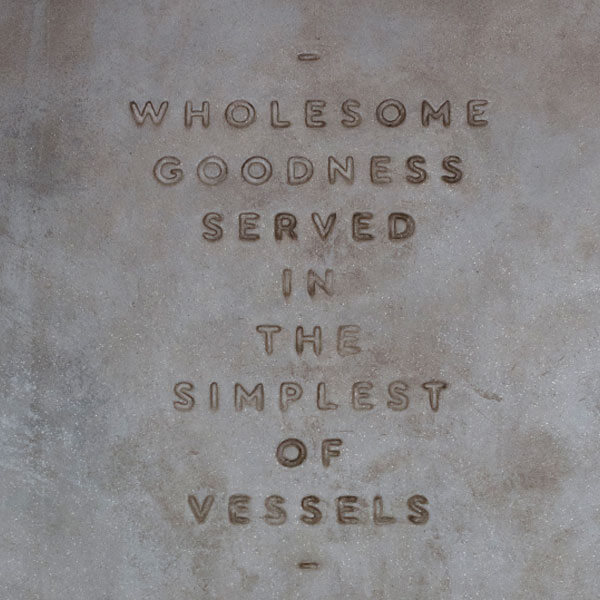 -
WHOLESOME
GOODNESS
SERVED
IN
THE
SIMPLEST
OF
VESSELS
-